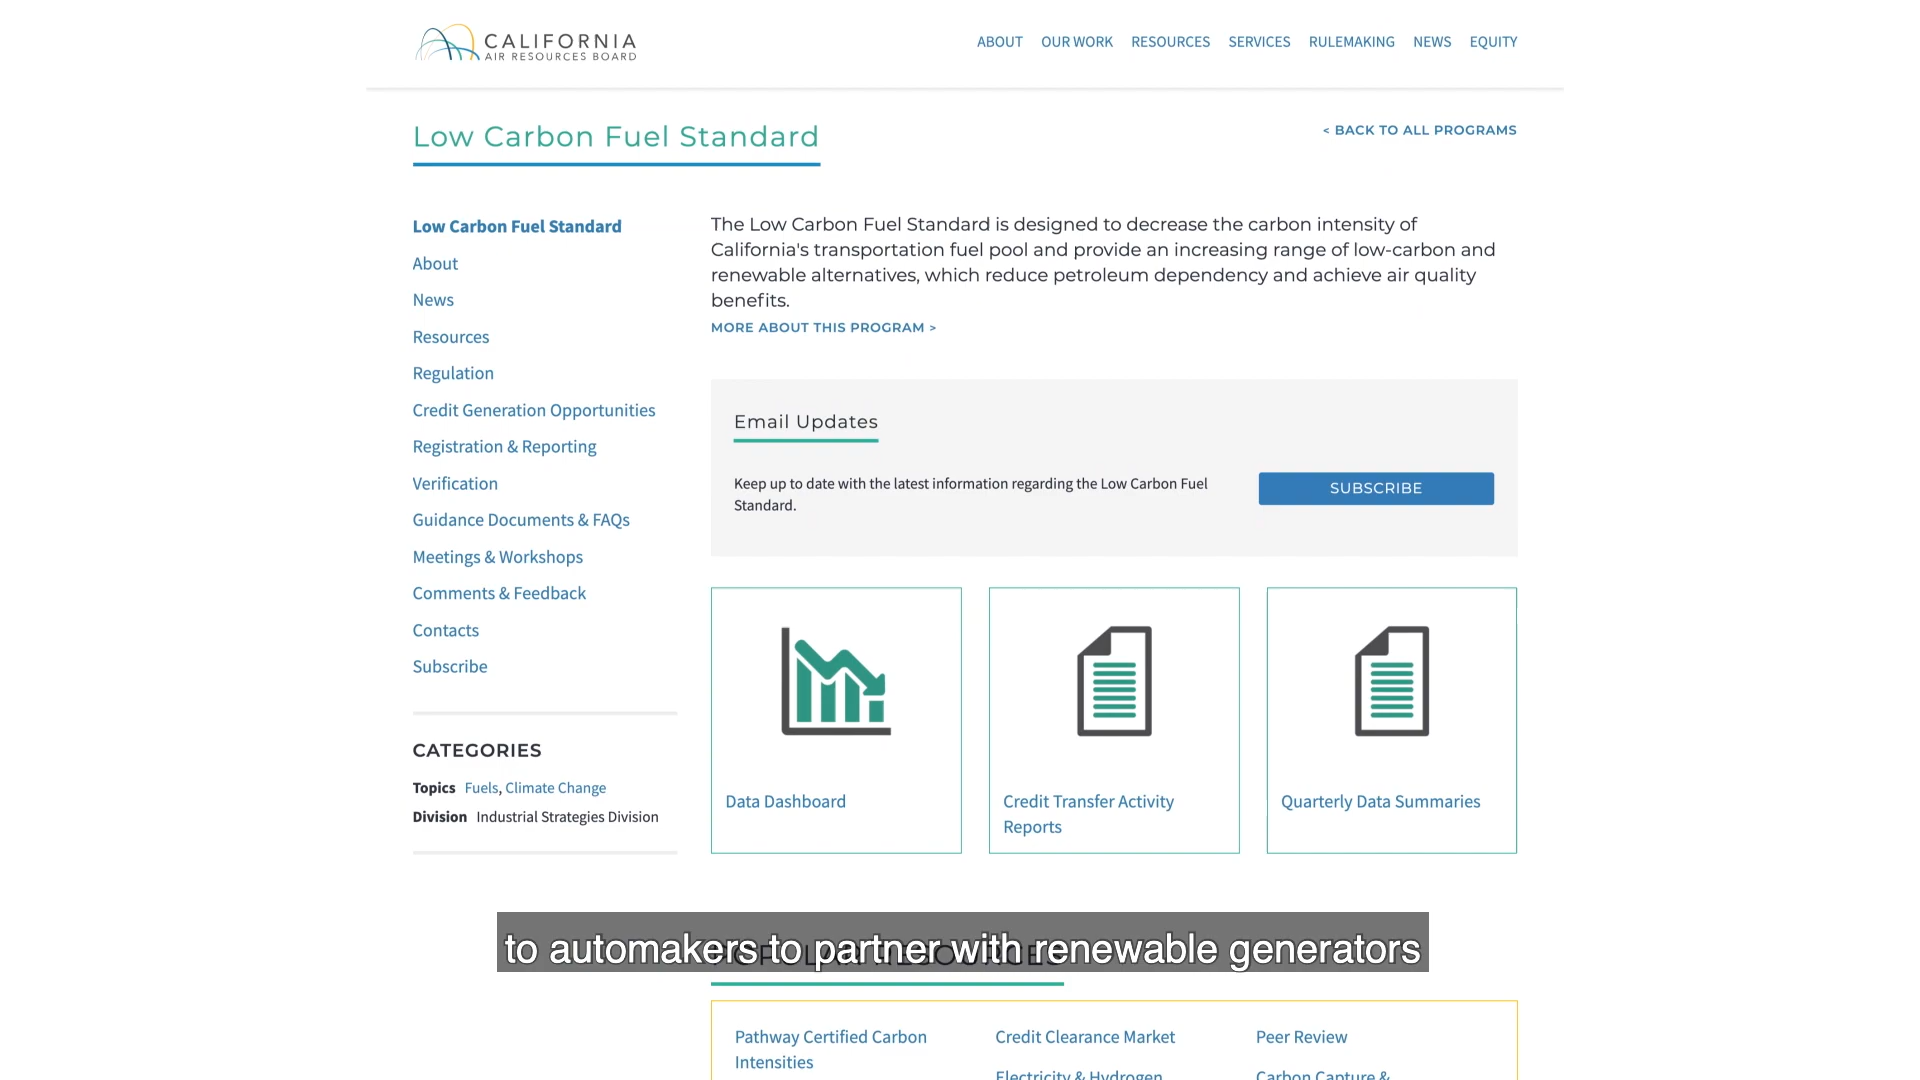 CALIFORNIA
AIR RESOURCES BOARD
ABOUT OUR WORK RESOURCES SERVICES RULEMAKING NEWS EQUITY
Low Carbon Fuel Standard
< BACK TO ALL PROGRAMS
Low Carbon Fuel Standard
About
News
Resources
Regulation
Credit Generation Opportunities
Registration & Reporting
Verification
Guidance Documents & FAQs
Meetings & Workshops
Comments & Feedback
Contacts
Subscribe
CATEGORIES
Topics Fuels, Climate Change
Division Industrial Strategies Division
The Low Carbon Fuel Standard is designed to decrease the carbon intensity of
California's transportation fuel pool and provide an increasing range of low-carbon and
renewable alternatives, which reduce petroleum dependency and achieve air quality
benefits.
MORE ABOUT THIS PROGRAM >
Email Updates
Keep up to date with the latest information regarding the Low Carbon Fuel
Standard.
SUBSCRIBE
Data Dashboard
Credit Transfer Activity
Reports
Quarterly Data Summaries
to automakers to partner with renewable generators
Pathway Certified Carbon
Intensities
Credit Clearance Market
Electricity & Hydrogen
Peer Review
Carbon Capture &